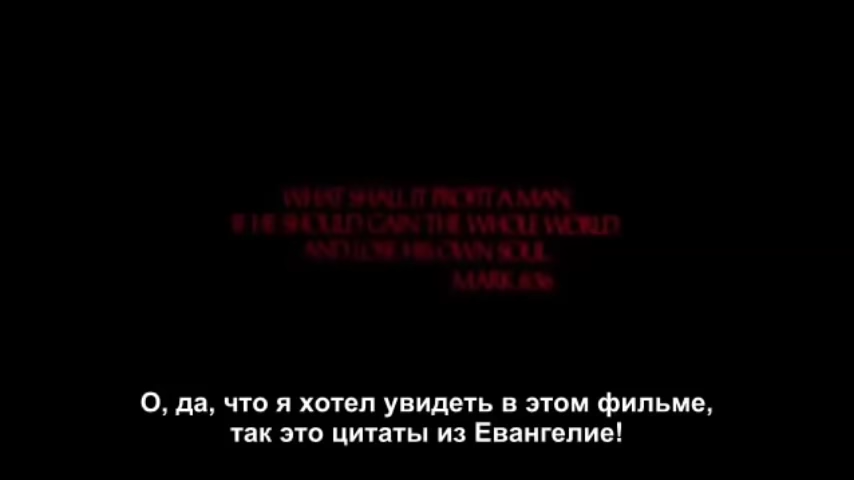 WHAT SHALL IT PROFIT A MAN
IF HE SHOULD GAIN THE WHOLE WORLD
AND LOSE HIS OWN SOUL
MARK
О, да, что я хотел увидеть в этом фильме,
так это цитаты из Евангелие!